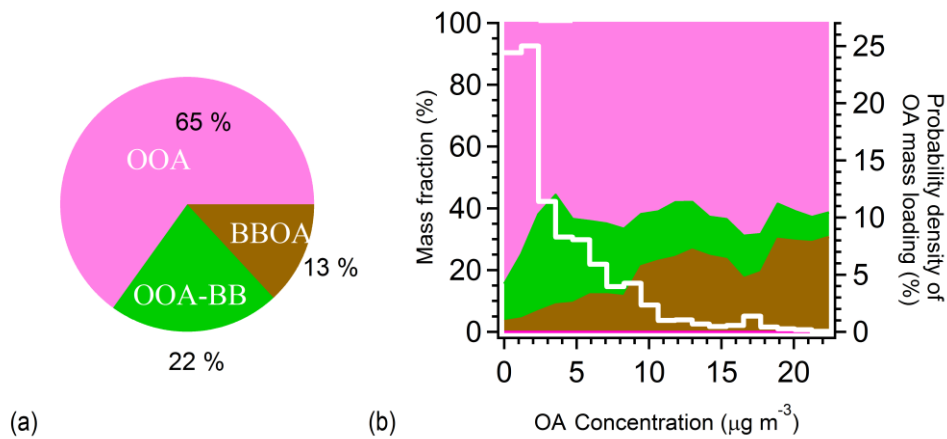 65 %
OOA
BBOA
13 %
OOA-BB
22 %
(a)
100
80
60
40
20
0
Mass fraction (%)
25
20
15
10
5
0
Probability density of
OA mass loading (%)
0 5 10 15 20
OA Concentration (µg m⁻³)
(b)